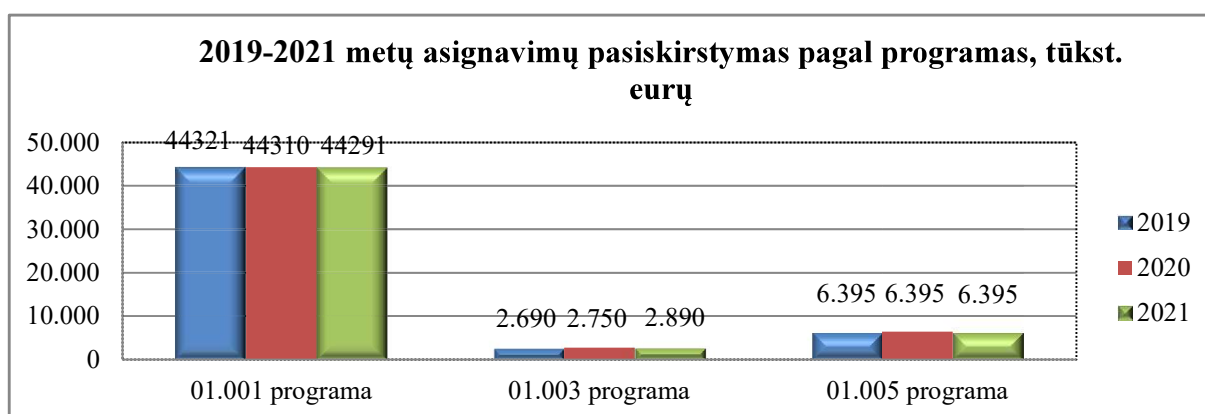 2019-2021 metų asignavimų pasiskirstymas pagal programas, tūkst.
eurų
50.000
40.000
30.000
20.000
10.000
0
44321 44310 44291
2.690 2.750 2.890
6.395 6.395 6.395
01.001 programa 01.003 programa 01.005 programa
2019
2020
2021